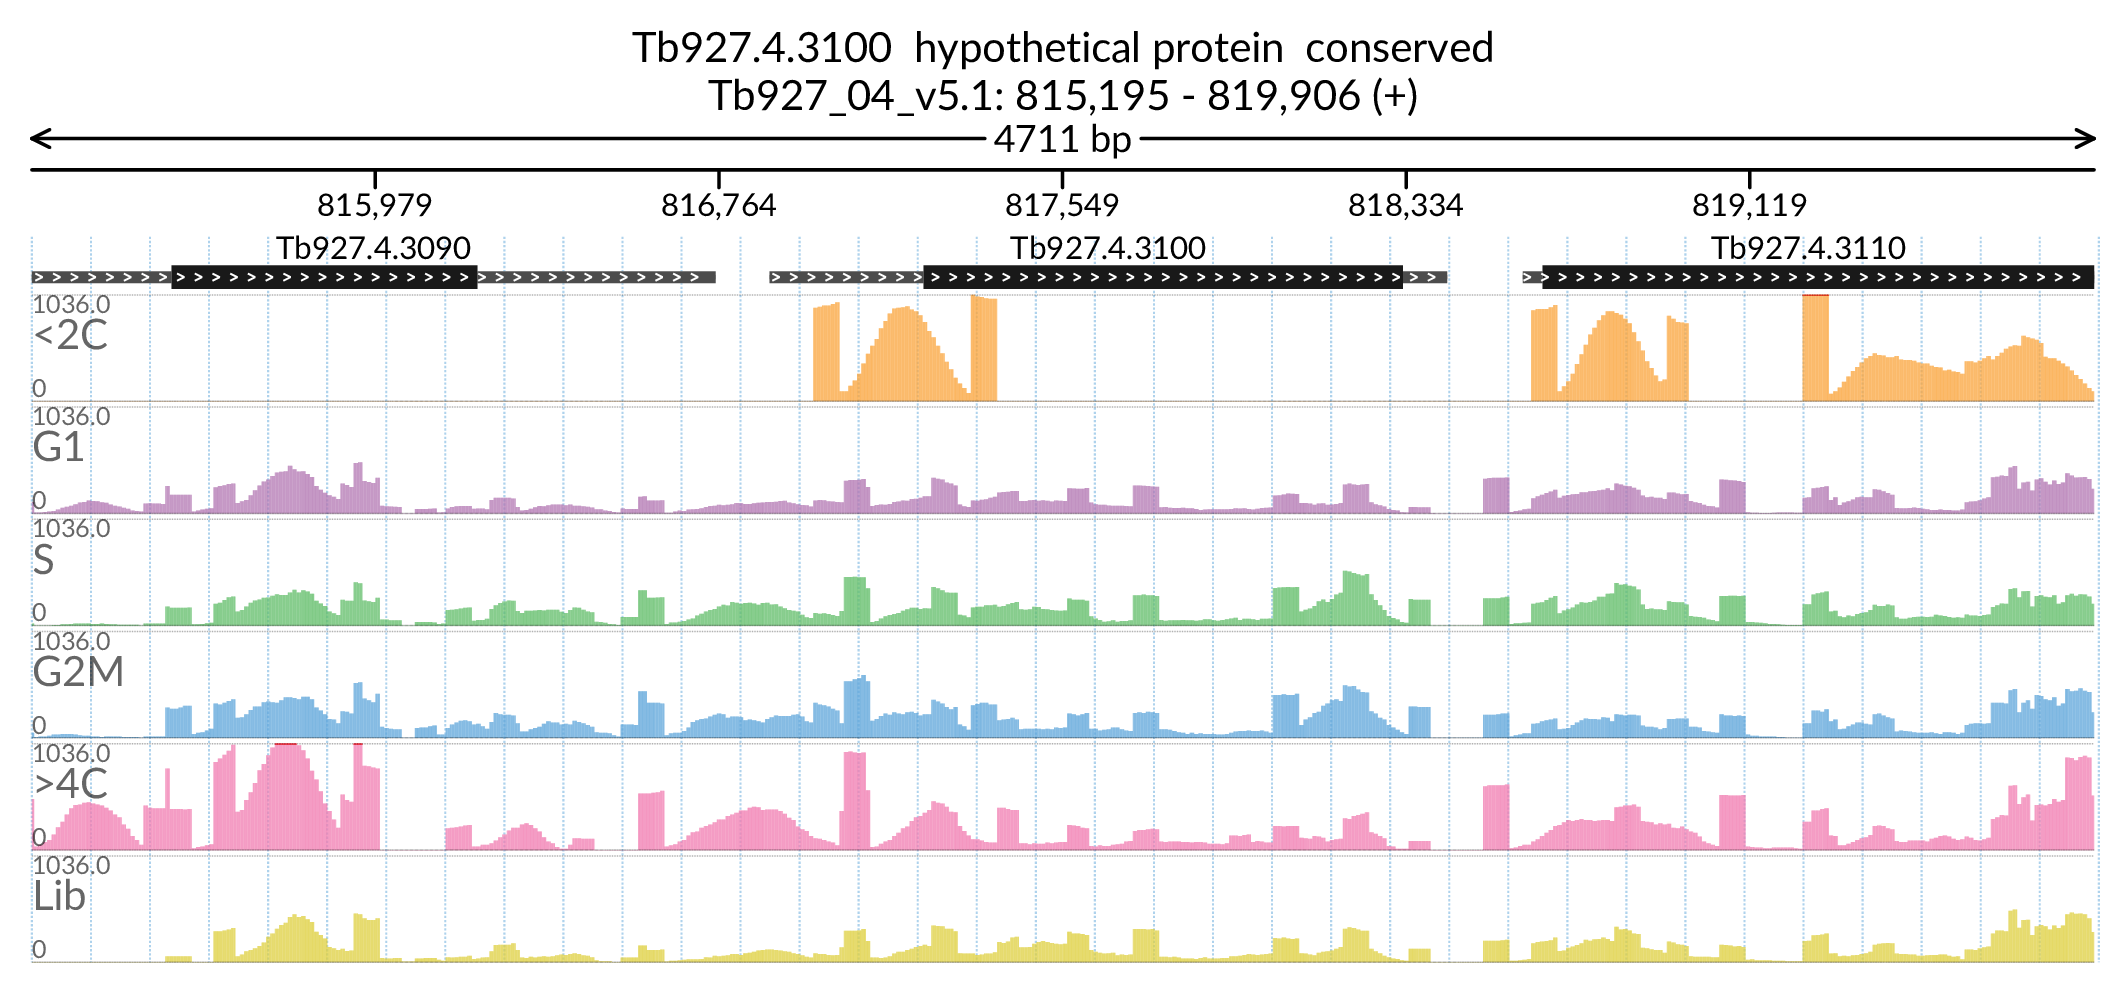 Tb927.4.3100 hypothetical protein conserved
Tb927_04_v5.1: 815,195 - 819,906 (+)
4711 bp
815,979 816,764 817,549 818,334 819,119
Tb927.4.3090 Tb927.4.3100 Tb927.4.3110
1036.0
<2C
0
1036.0
G1
0
1036.0
S
0
1036.0
G2M
0
1036.0
>4C
0
1036.0
Lib
0